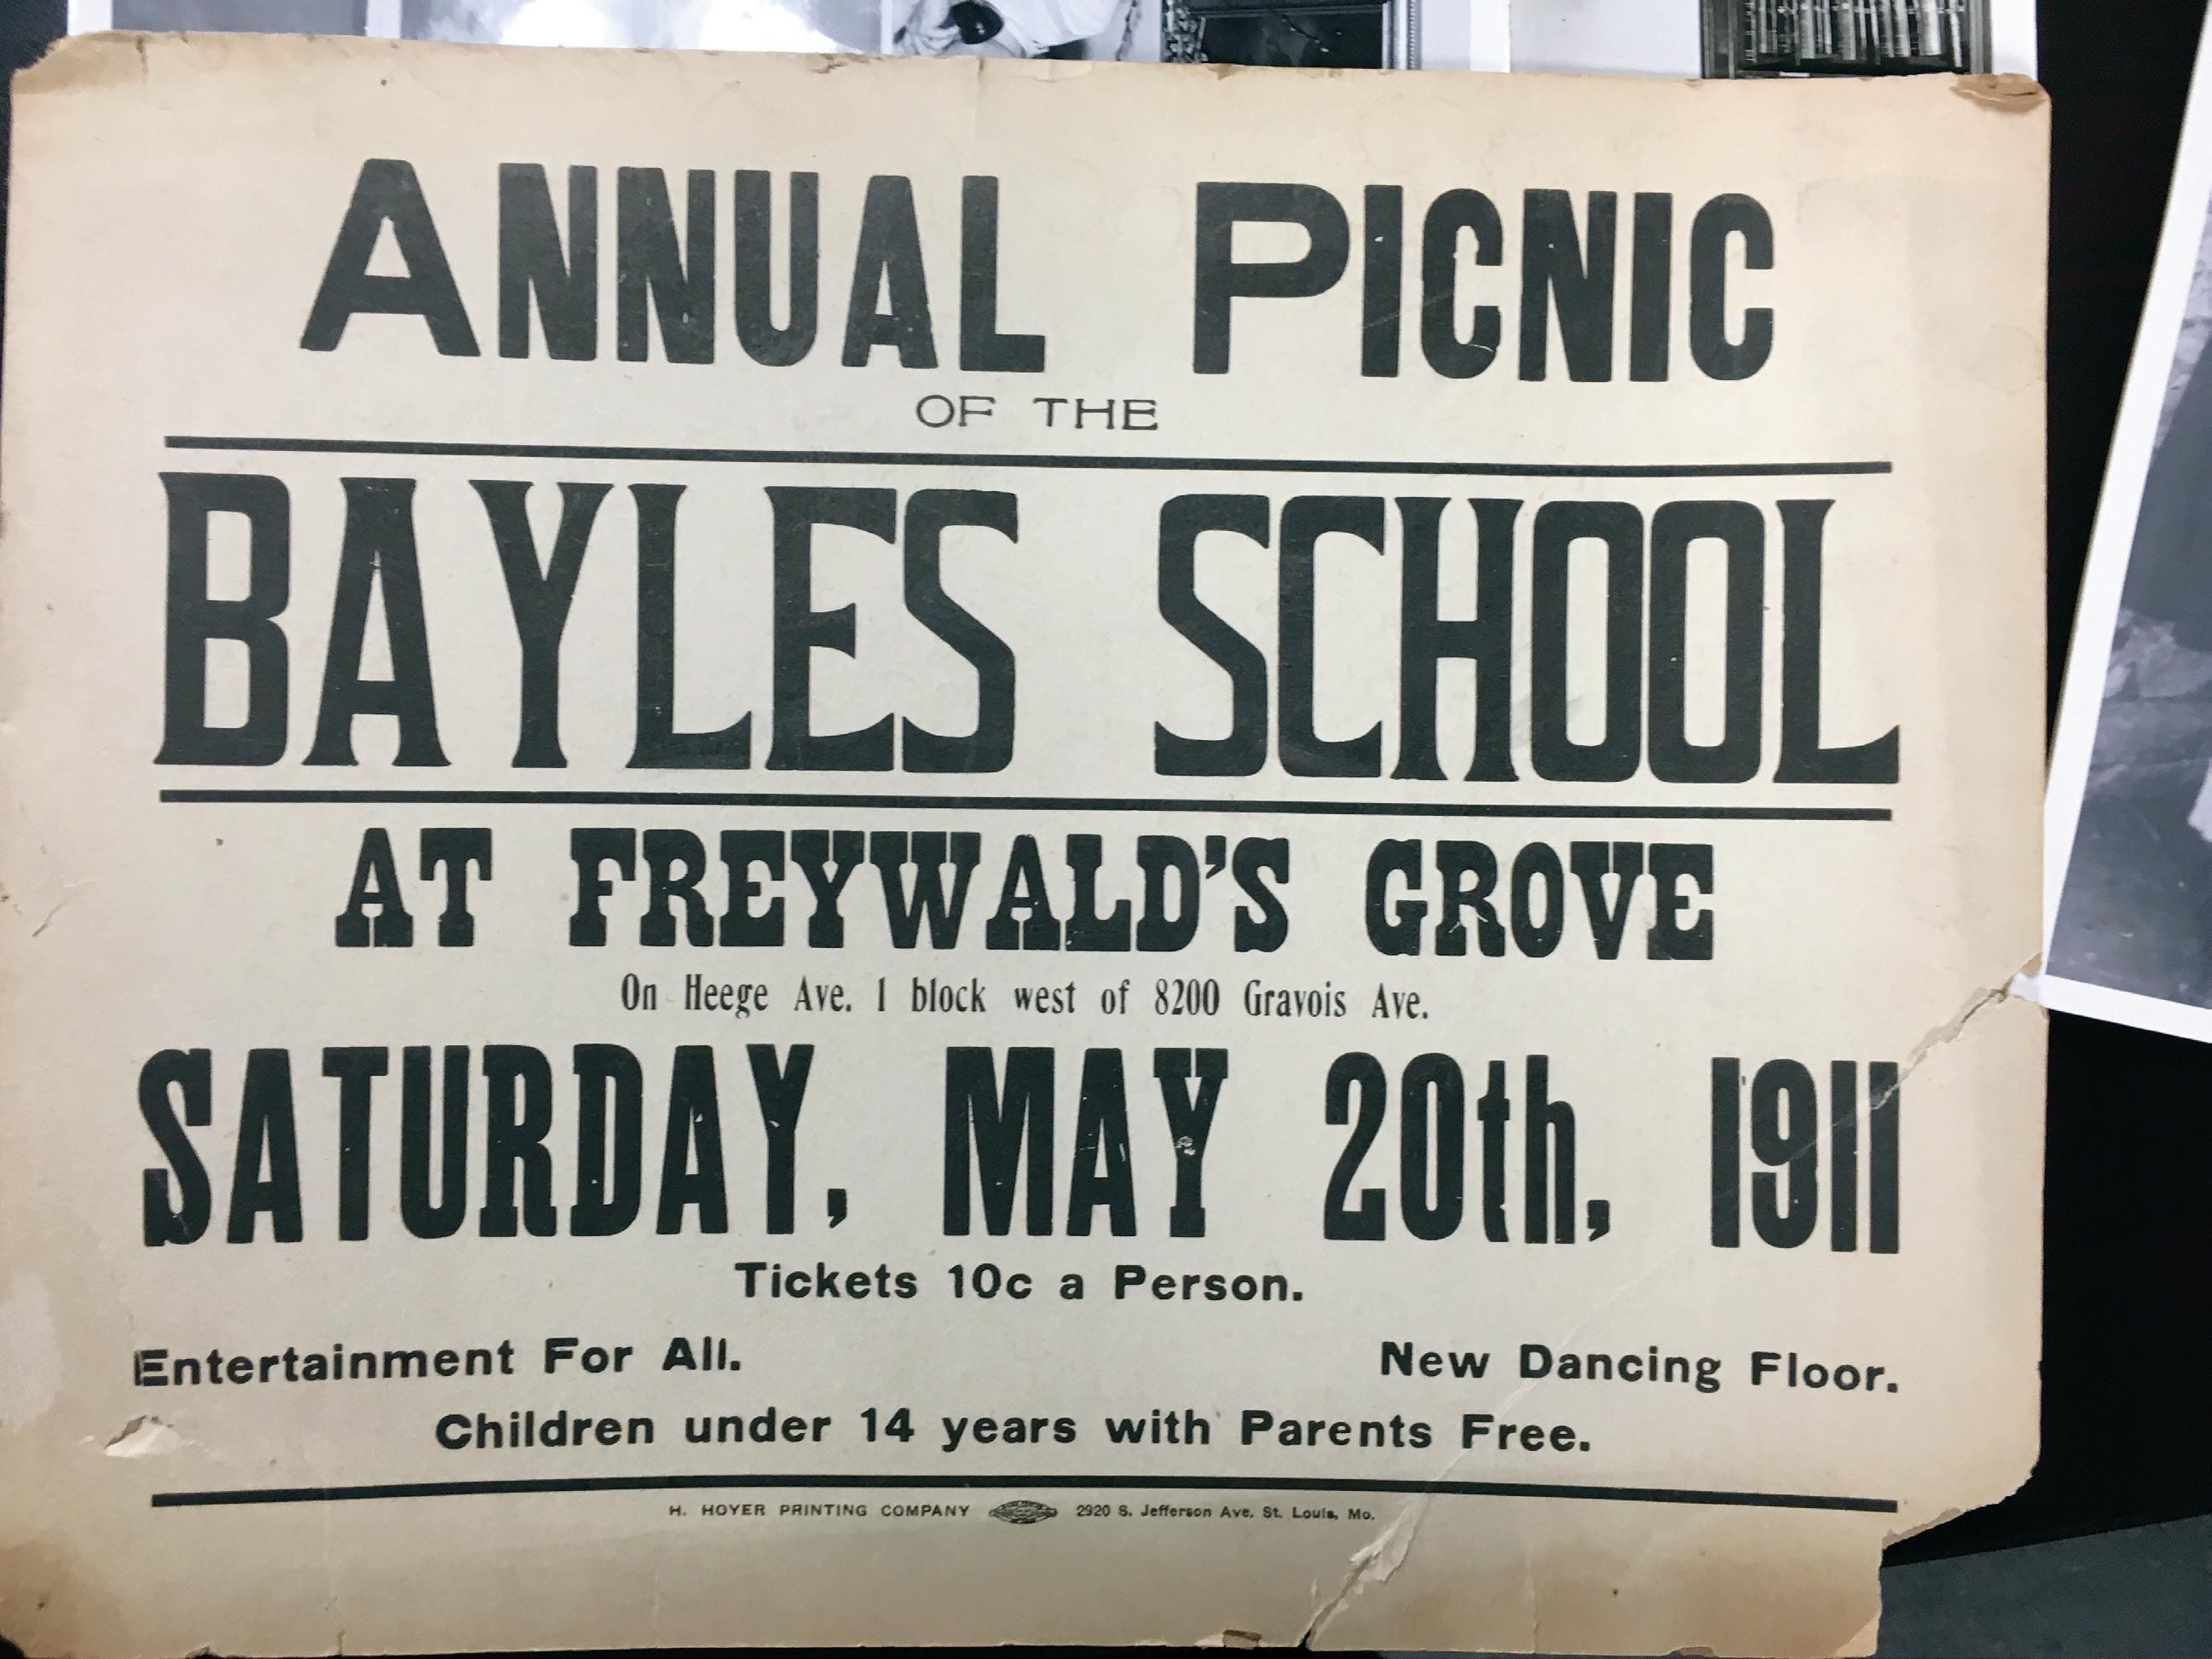 ANNUAL PICNIC
OF THE
BAYLES SCHOOL
AT FREYWALD'S GROVE
On Heege Ave. 1 block west of 8200 Gravois Ave.
SATURDAY, MAY 20th, 1911
Tickets 10c a Person.
Entertainment For All. New Dancing Floor.
Children under 14 years with Parents Free.
H. HOYER PRINTING COMPANY 2920 S. Jefferson Ave. St. Louis, Mo.